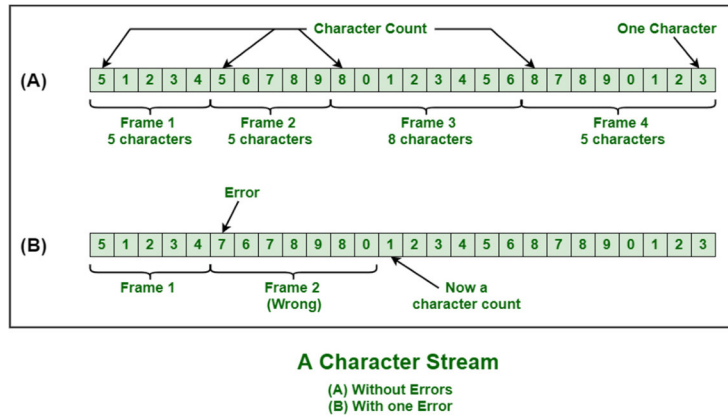 Character Count
One Character
(A)
5 1 2 3 4 5 6 7 8 9 8 0 1 2 3 4 5 6 8 7 8 9 0 1 2 3
Frame 1 Frame 2 Frame 3 Frame 4
5 characters 5 characters 8 characters 5 characters
Error
(B)
5 1 2 3 4 7 6 7 8 9 8 0 1 2 3 4 5 6 8 7 8 9 0 1 2 3
Frame 1 Frame 2 Now a
(Wrong) character count
A Character Stream
(A) Without Errors
(B) With one Error